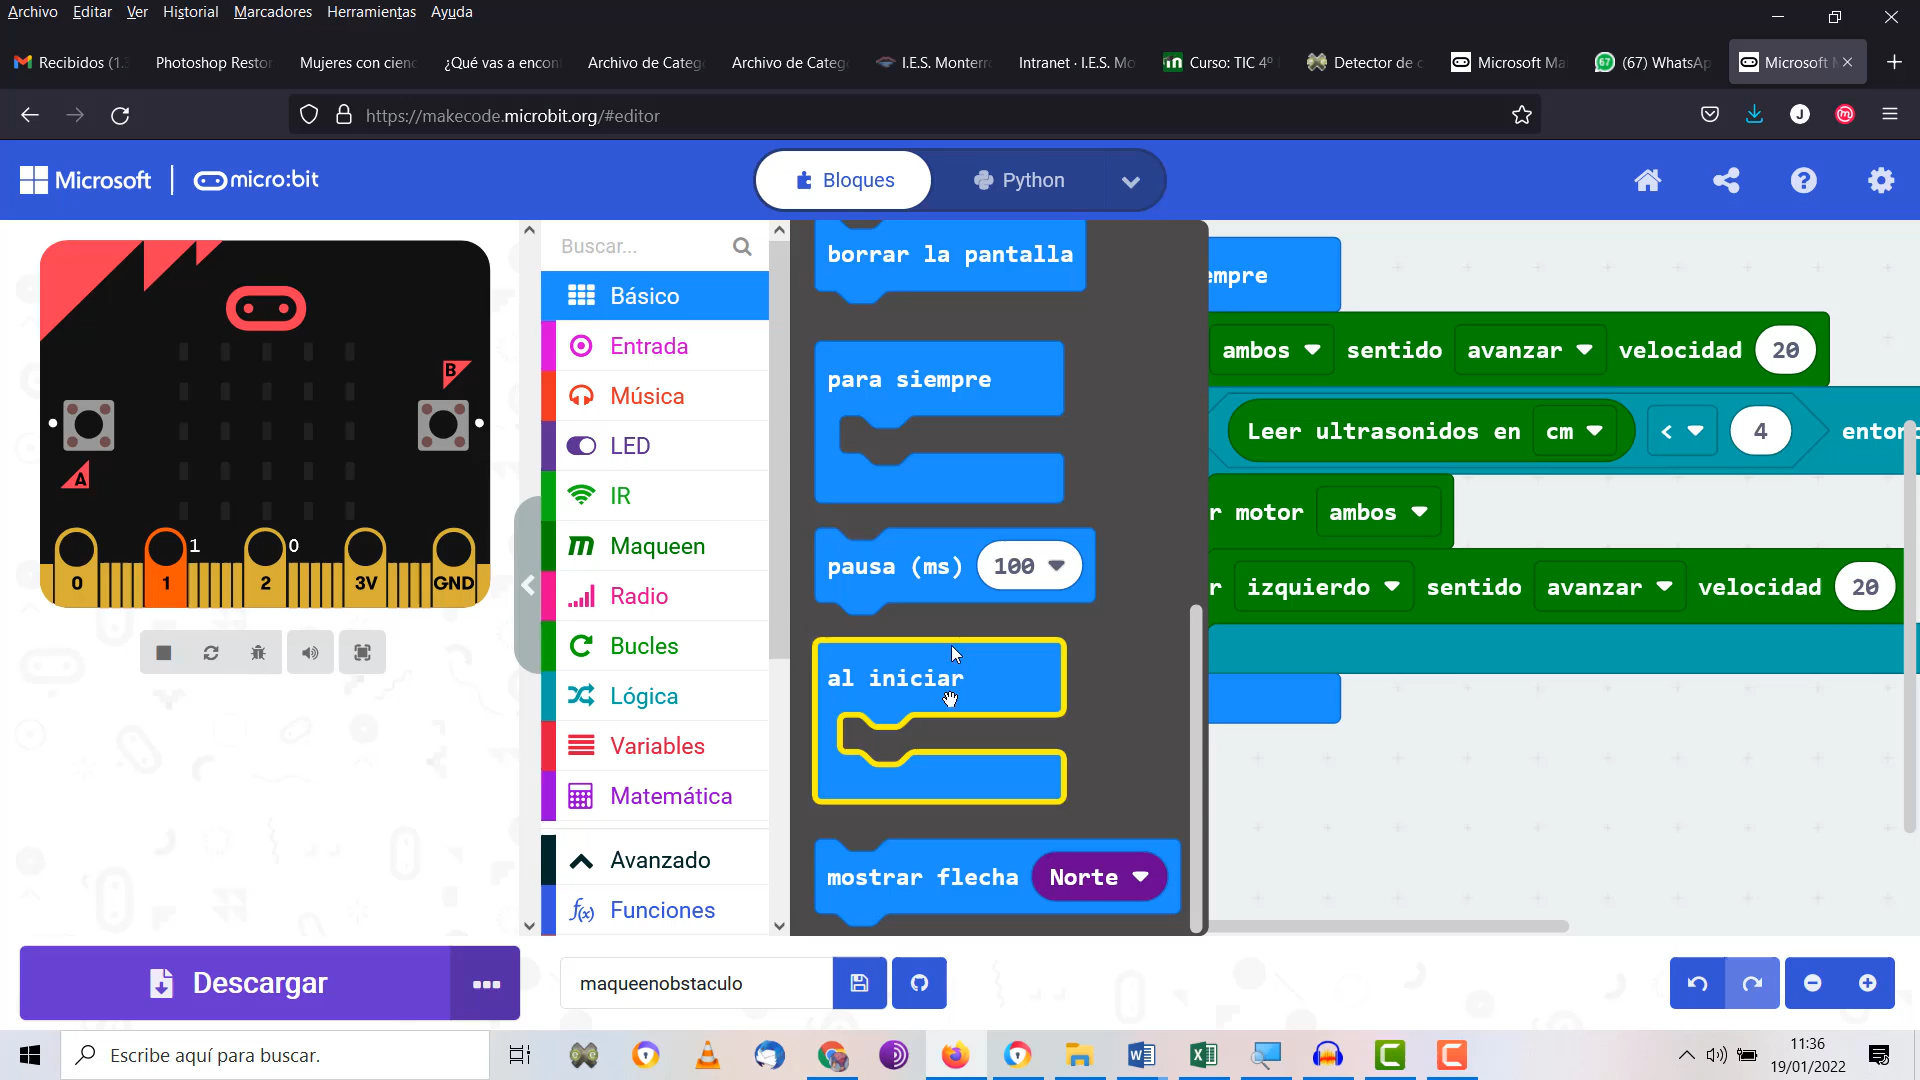 Archivo Editar Ver Historial Marcadores Herramientas Ayuda
Recibidos (1. Photoshop Restor Mujeres con cienc ¿Qué vas a encon Archivo de Catego Archivo de Catego I.E.S. Monterr Intranet · I.E.S. Mo Curso: TIC 4º Detector de c Microsoft Ma (67) WhatsAp Microsoft M
https://makecode.microbit.org/#editor
Microsoft micro:bit Bloques Python
Buscar...
Básico
Entrada
Música
LED
IR
Maqueen
Radio
Bucles
Lógica
Variables
Matemática
Avanzado
Funciones
B
A
1 0
0 1 2 3V GND
borrar la pantalla
para siempre
pausa (ms) 100
al iniciar
mostrar flecha Norte
empre
ambos sentido avanzar velocidad 20
Leer ultrasonidos en cm < 4 enton
r motor ambos
r izquierdo sentido avanzar velocidad 20
Descargar ... maqueenobstaculo
Escribe aquí para buscar.
11:36
19/01/2022